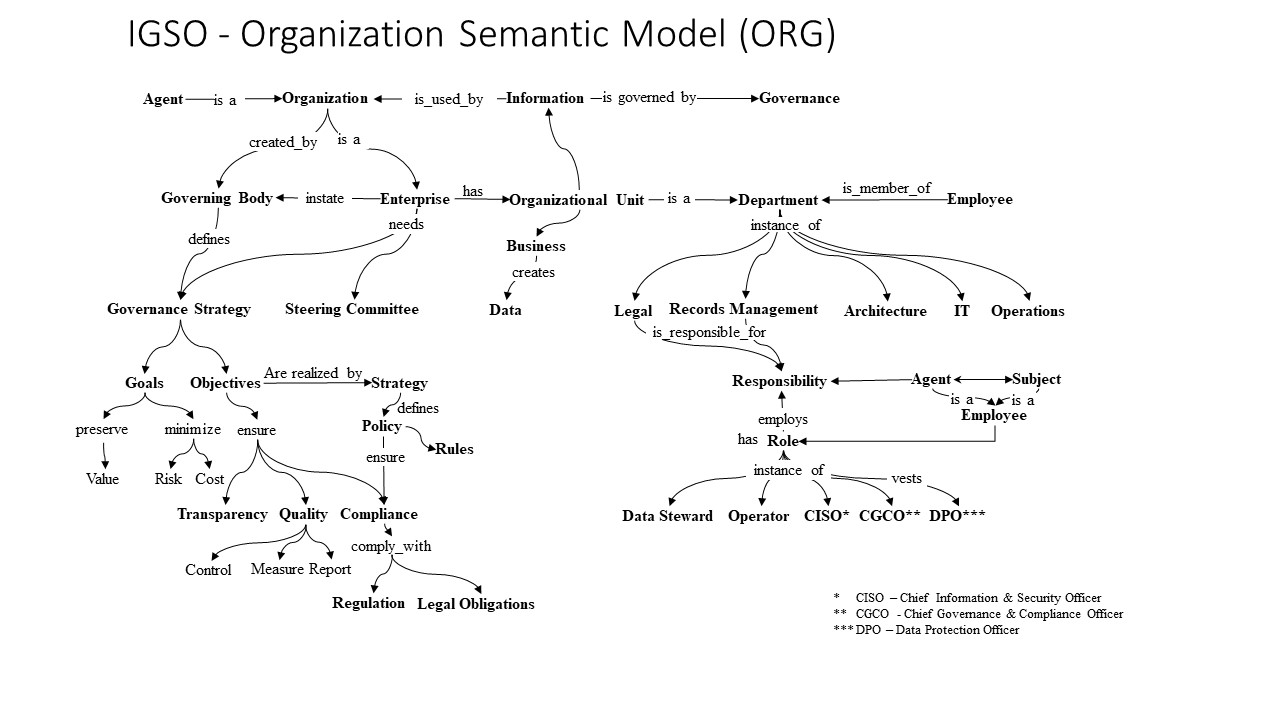 IGSO - Organization Semantic Model (ORG)
Agent is a Organization is_used_by Information is governed by Governance
created_by is a
Governing Body instate Enterprise has Organizational Unit is a Department is_member_of Employee
defines needs Business instance of
creates
Governance Strategy Steering Committee Data Legal Records Management Architecture IT Operations
is_responsible_for
Goals Objectives Are realized by Strategy Responsibility Agent Subject
is a is a
defines Employee
preserve minimize ensure Policy employs
Rules has Role
ensure
Value Risk Cost instance of vests
Transparency Quality Compliance Data Steward Operator CISO* CGCO** DPO***
comply_with
Control Measure Report
Regulation Legal Obligations
* CISO – Chief Information & Security Officer
** CGCO - Chief Governance & Compliance Officer
*** DPO – Data Protection Officer